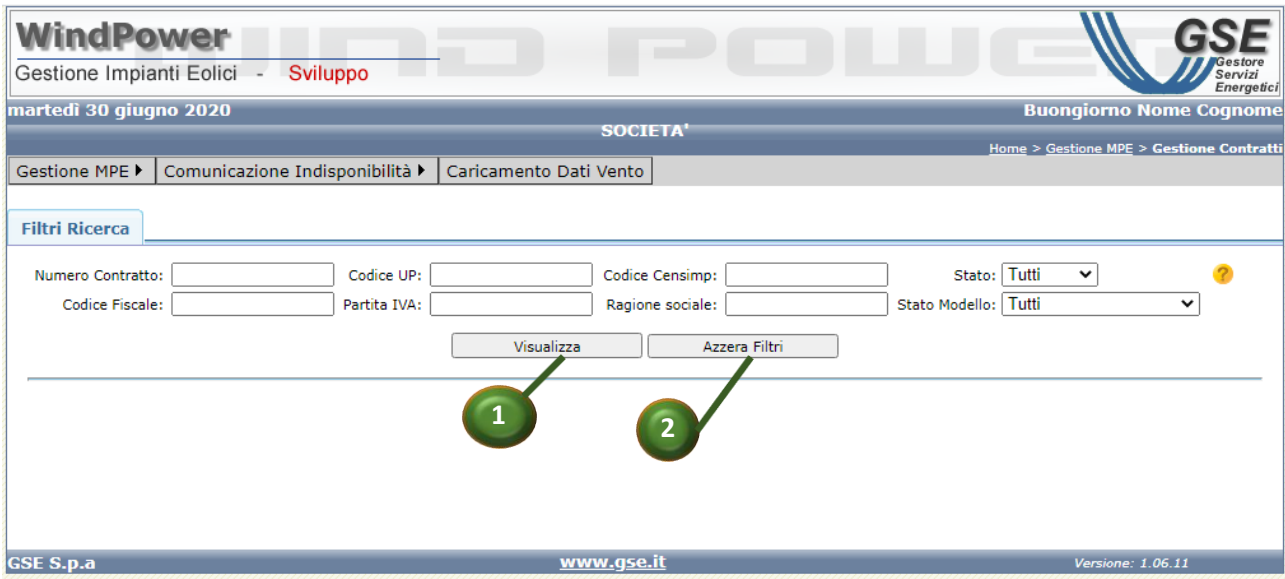 WindPower
WIND POWER
GSE
Gestore
Servizi
Energetici
Gestione Impianti Eolici - Sviluppo
martedì 30 giugno 2020 Buongiorno Nome Cognome
SOCIETA'
Home > Gestione MPE > Gestione Contratti
Gestione MPE Comunicazione Indisponibilità Caricamento Dati Vento
Filtri Ricerca
Numero Contratto: Codice UP: Codice Censimp: Stato: Tutti ?
Codice Fiscale: Partita IVA: Ragione sociale: Stato Modello: Tutti
Visualizza Azzera Filtri
1 2
GSE S.p.a www.gse.it Versione: 1.06.11